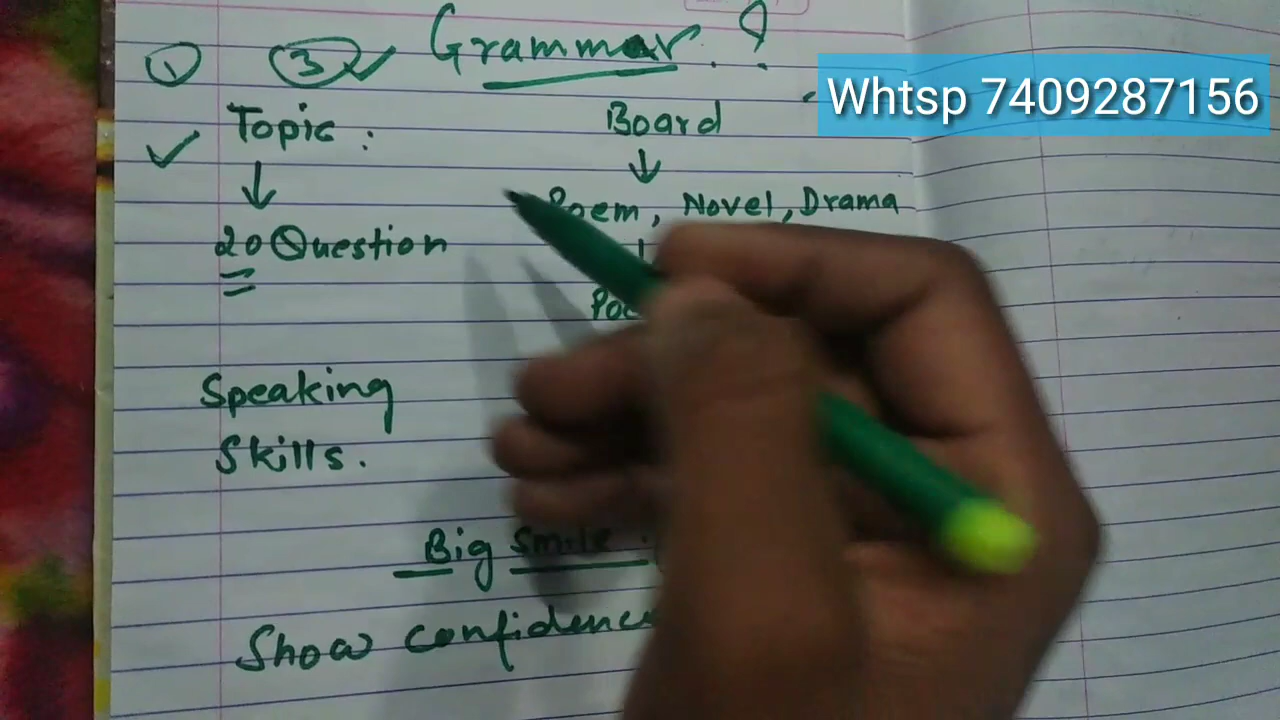 ① ③ Grammar. ?
Whtsp 7409287156
Topic : Board
Poem, Novel, Drama
20 Question
Speaking
Skills.
Big Smile.
Show confidence